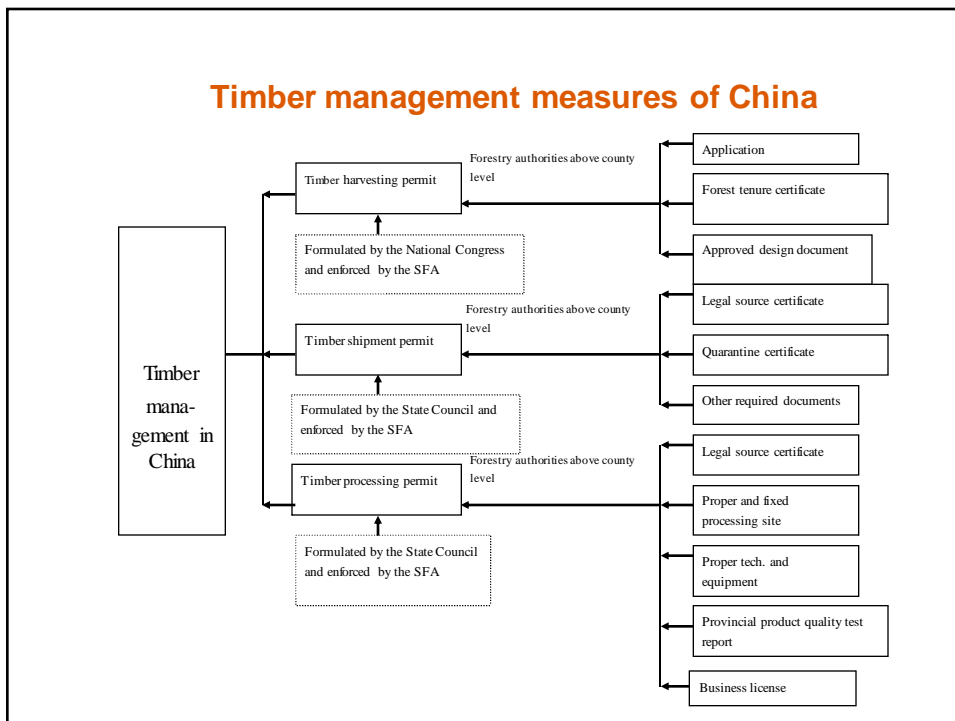 Timber management measures of China
Timber
mana-
gement in
China
Timber harvesting permit
Formulated by the National Congress
and enforced by the SFA
Forestry authorities above county
level
Application
Forest tenure certificate
Approved design document
Timber shipment permit
Formulated by the State Council and
enforced by the SFA
Forestry authorities above county
level
Legal source certificate
Quarantine certificate
Other required documents
Timber processing permit
Formulated by the State Council
and enforced by the SFA
Forestry authorities above county
level
Legal source certificate
Proper and fixed
processing site
Proper tech. and
equipment
Provincial product quality test
report
Business license